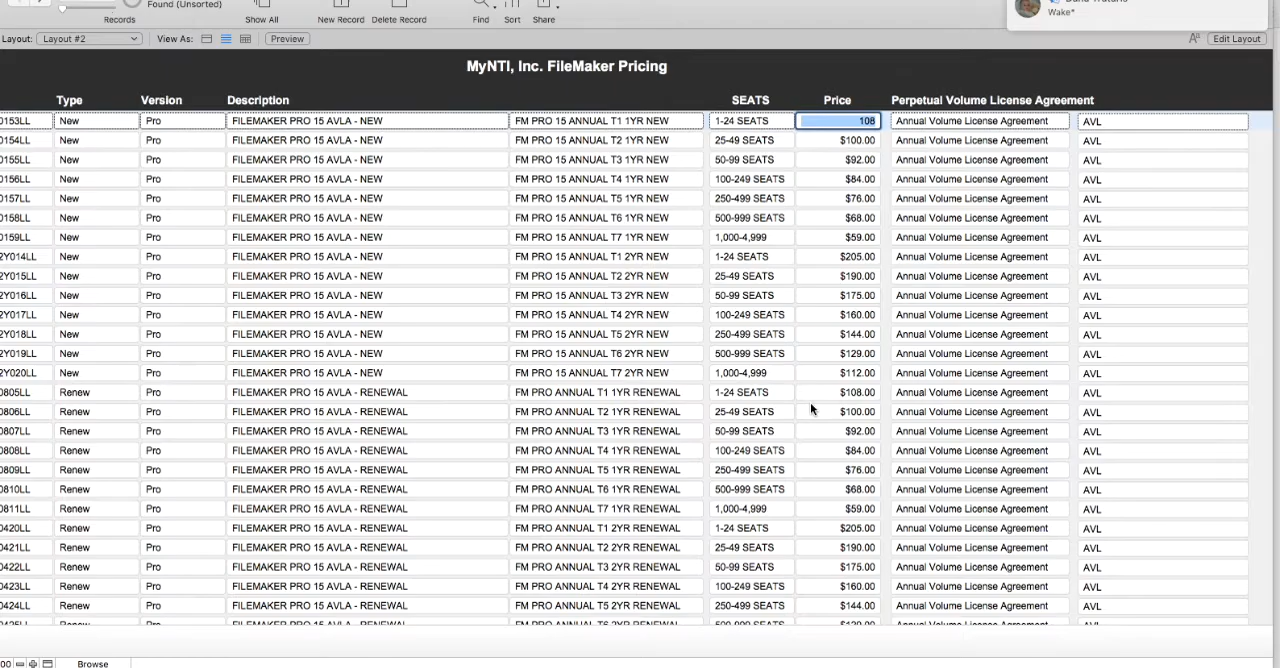 Found (Unsorted)
Records Show All New Record Delete Record Find Sort Share
Wake*
Layout: Layout #2 View As: Preview Aa Edit Layout
MyNTI, Inc. FileMaker Pricing
Type Version Description SEATS Price Perpetual Volume License Agreement
0153LL New Pro FILEMAKER PRO 15 AVLA - NEW FM PRO 15 ANNUAL T1 1YR NEW 1-24 SEATS 108 Annual Volume License Agreement AVL
0154LL New Pro FILEMAKER PRO 15 AVLA - NEW FM PRO 15 ANNUAL T2 1YR NEW 25-49 SEATS $100.00 Annual Volume License Agreement AVL
0155LL New Pro FILEMAKER PRO 15 AVLA - NEW FM PRO 15 ANNUAL T3 1YR NEW 50-99 SEATS $92.00 Annual Volume License Agreement AVL
0156LL New Pro FILEMAKER PRO 15 AVLA - NEW FM PRO 15 ANNUAL T4 1YR NEW 100-249 SEATS $84.00 Annual Volume License Agreement AVL
0157LL New Pro FILEMAKER PRO 15 AVLA - NEW FM PRO 15 ANNUAL T5 1YR NEW 250-499 SEATS $76.00 Annual Volume License Agreement AVL
0158LL New Pro FILEMAKER PRO 15 AVLA - NEW FM PRO 15 ANNUAL T6 1YR NEW 500-999 SEATS $68.00 Annual Volume License Agreement AVL
0159LL New Pro FILEMAKER PRO 15 AVLA - NEW FM PRO 15 ANNUAL T7 1YR NEW 1,000-4,999 $59.00 Annual Volume License Agreement AVL
2Y014LL New Pro FILEMAKER PRO 15 AVLA - NEW FM PRO 15 ANNUAL T1 2YR NEW 1-24 SEATS $205.00 Annual Volume License Agreement AVL
2Y015LL New Pro FILEMAKER PRO 15 AVLA - NEW FM PRO 15 ANNUAL T2 2YR NEW 25-49 SEATS $190.00 Annual Volume License Agreement AVL
2Y016LL New Pro FILEMAKER PRO 15 AVLA - NEW FM PRO 15 ANNUAL T3 2YR NEW 50-99 SEATS $175.00 Annual Volume License Agreement AVL
2Y017LL New Pro FILEMAKER PRO 15 AVLA - NEW FM PRO 15 ANNUAL T4 2YR NEW 100-249 SEATS $160.00 Annual Volume License Agreement AVL
2Y018LL New Pro FILEMAKER PRO 15 AVLA - NEW FM PRO 15 ANNUAL T5 2YR NEW 250-499 SEATS $144.00 Annual Volume License Agreement AVL
2Y019LL New Pro FILEMAKER PRO 15 AVLA - NEW FM PRO 15 ANNUAL T6 2YR NEW 500-999 SEATS $129.00 Annual Volume License Agreement AVL
2Y020LL New Pro FILEMAKER PRO 15 AVLA - NEW FM PRO 15 ANNUAL T7 2YR NEW 1,000-4,999 $112.00 Annual Volume License Agreement AVL
0805LL Renew Pro FILEMAKER PRO 15 AVLA - RENEWAL FM PRO ANNUAL T1 1YR RENEWAL 1-24 SEATS $108.00 Annual Volume License Agreement AVL
0806LL Renew Pro FILEMAKER PRO 15 AVLA - RENEWAL FM PRO ANNUAL T2 1YR RENEWAL 25-49 SEATS $100.00 Annual Volume License Agreement AVL
0807LL Renew Pro FILEMAKER PRO 15 AVLA - RENEWAL FM PRO ANNUAL T3 1YR RENEWAL 50-99 SEATS $92.00 Annual Volume License Agreement AVL
0808LL Renew Pro FILEMAKER PRO 15 AVLA - RENEWAL FM PRO ANNUAL T4 1YR RENEWAL 100-249 SEATS $84.00 Annual Volume License Agreement AVL
0809LL Renew Pro FILEMAKER PRO 15 AVLA - RENEWAL FM PRO ANNUAL T5 1YR RENEWAL 250-499 SEATS $76.00 Annual Volume License Agreement AVL
0810LL Renew Pro FILEMAKER PRO 15 AVLA - RENEWAL FM PRO ANNUAL T6 1YR RENEWAL 500-999 SEATS $68.00 Annual Volume License Agreement AVL
0811LL Renew Pro FILEMAKER PRO 15 AVLA - RENEWAL FM PRO ANNUAL T7 1YR RENEWAL 1,000-4,999 $59.00 Annual Volume License Agreement AVL
0420LL Renew Pro FILEMAKER PRO 15 AVLA - RENEWAL FM PRO ANNUAL T1 2YR RENEWAL 1-24 SEATS $205.00 Annual Volume License Agreement AVL
0421LL Renew Pro FILEMAKER PRO 15 AVLA - RENEWAL FM PRO ANNUAL T2 2YR RENEWAL 25-49 SEATS $190.00 Annual Volume License Agreement AVL
0422LL Renew Pro FILEMAKER PRO 15 AVLA - RENEWAL FM PRO ANNUAL T3 2YR RENEWAL 50-99 SEATS $175.00 Annual Volume License Agreement AVL
0423LL Renew Pro FILEMAKER PRO 15 AVLA - RENEWAL FM PRO ANNUAL T4 2YR RENEWAL 100-249 SEATS $160.00 Annual Volume License Agreement AVL
0424LL Renew Pro FILEMAKER PRO 15 AVLA - RENEWAL FM PRO ANNUAL T5 2YR RENEWAL 250-499 SEATS $144.00 Annual Volume License Agreement AVL
00 Browse